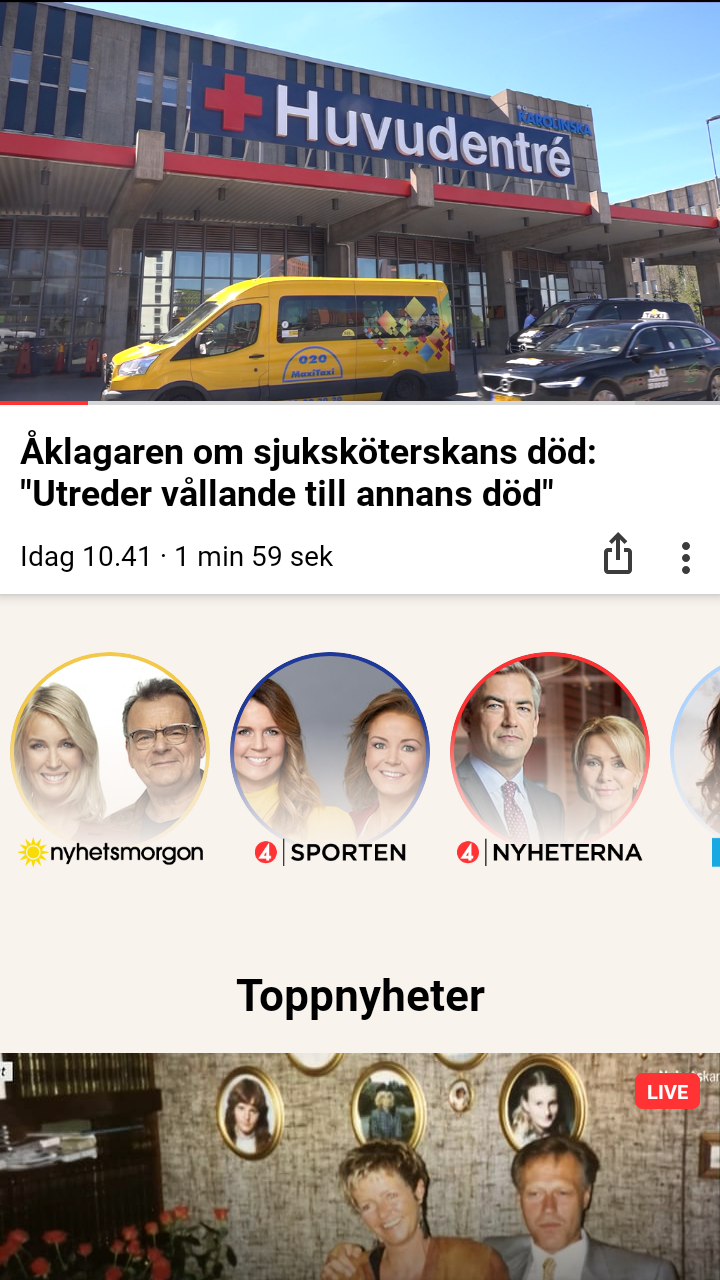 KAROLINSKA
Huvudentré
TAXI
020
MaxiTaxi
Åklagaren om sjuksköterskans död:
"Utreder vållande till annans död"
Idag 10.41 · 1 min 59 sek
nyhetsmorgon
4 SPORTEN
4 NYHETERNA
Toppnyheter
LIVE